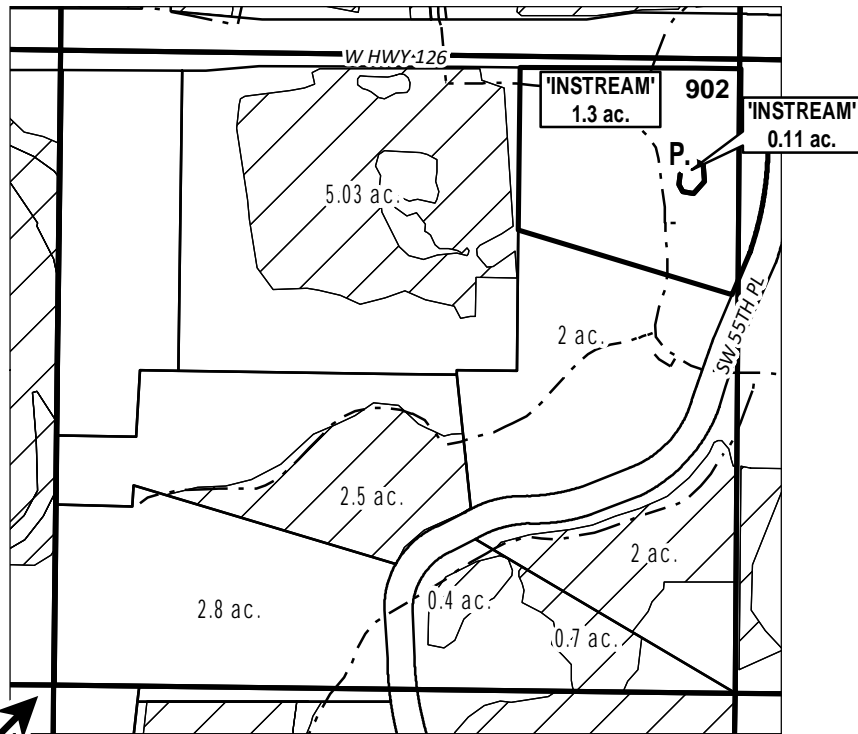 W HWY 126
'INSTREAM'
1.3 ac.
902
'INSTREAM'
0.11 ac.
P.
5.03 ac.
2 ac.
SW 55TH PL
2.5 ac.
2 ac.
2.8 ac.
0.4 ac.
0.7 ac.